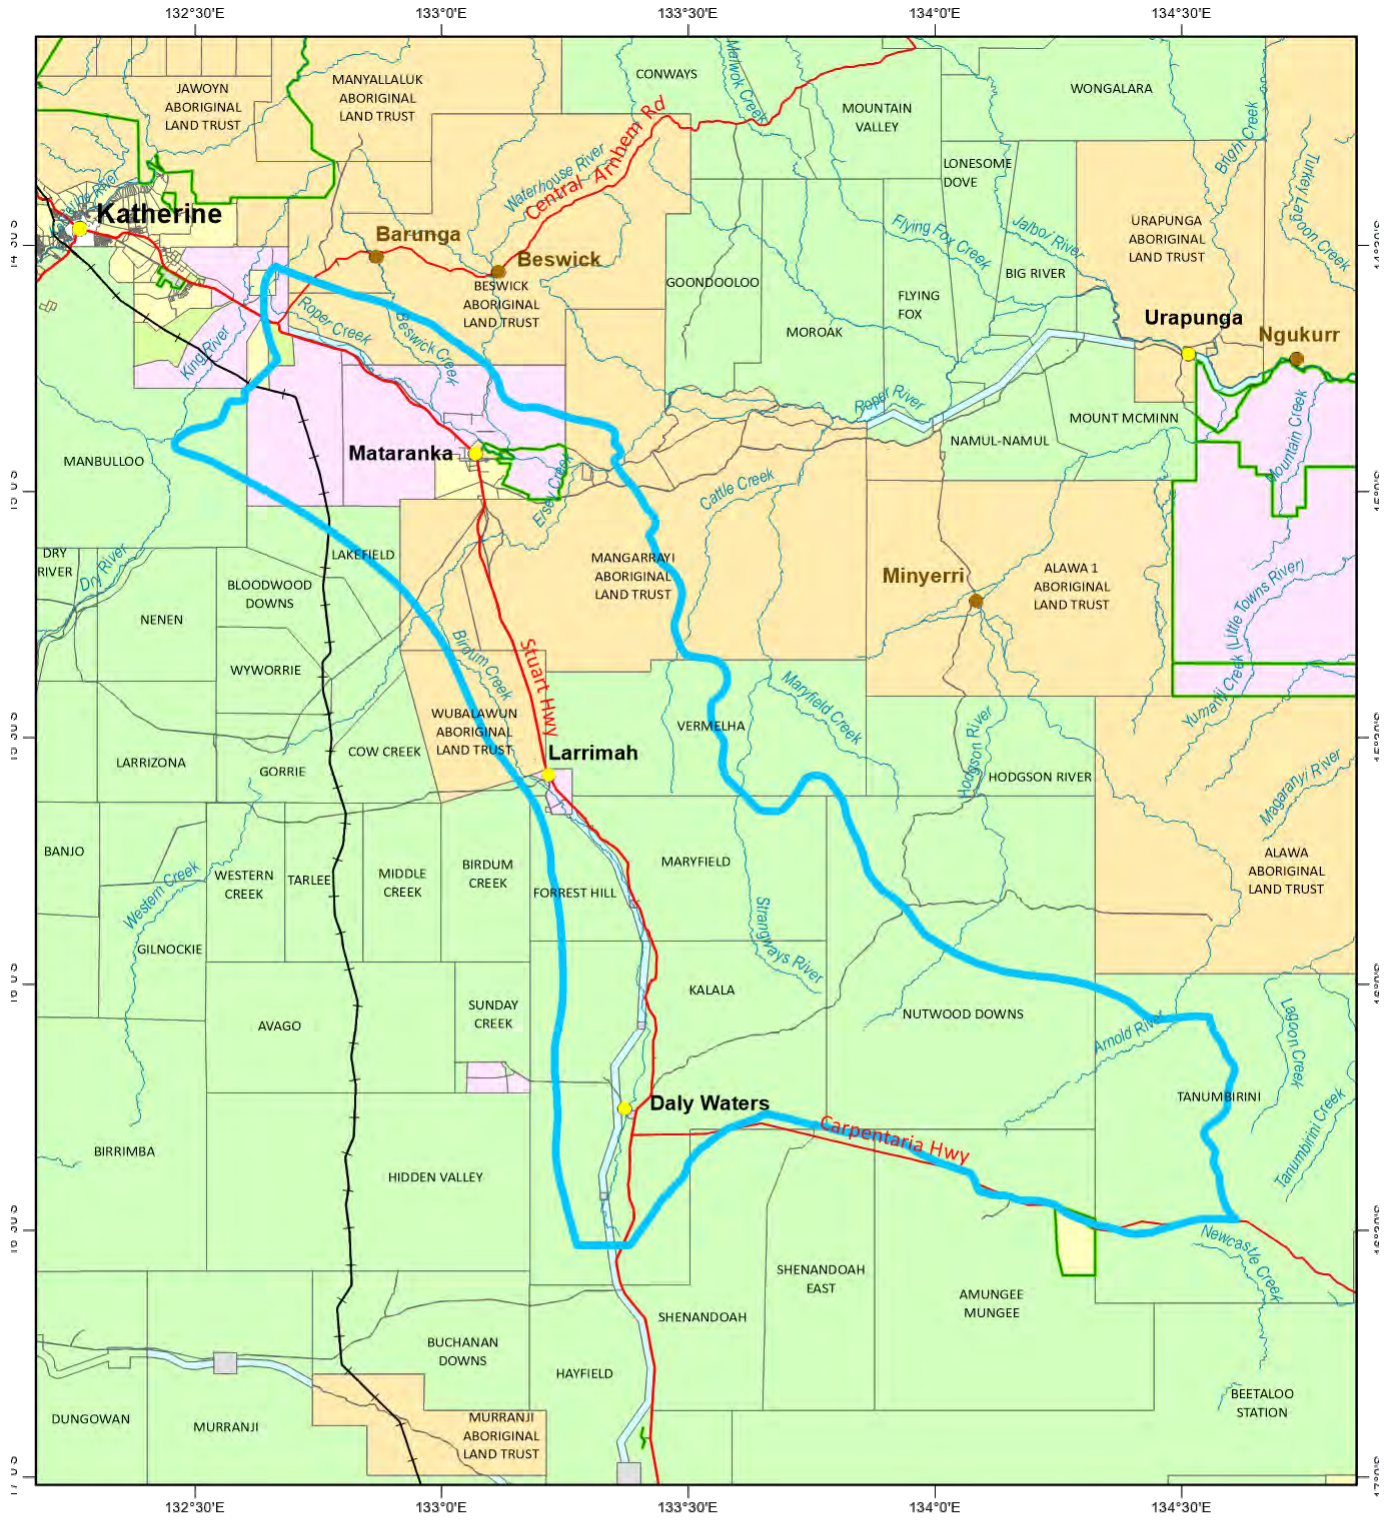 132°30'E
133°0'E
133°30'E
134°0'E
134°30'E
CONWAYS
WONGALARA
JAWOYN
ABORIGINAL
LAND TRUST
MANYALLALUK
ABORIGINAL
LAND TRUST
MOUNTAIN
VALLEY
Maiwok Creek
Bright Creek
Turkey Lagoon Creek
LONESOME
DOVE
Waterhouse River
Central Arnhem Rd
Katherine
Barunga
Beswick
BESWICK
ABORIGINAL
LAND TRUST
URAPUNGA
ABORIGINAL
LAND TRUST
Flying Fox Creek
Jalboi River
BIG RIVER
GOONDOOLOO
FLYING
FOX
MOROAK
Urapunga
Ngukurr
Roper Creek
Beswick Creek
King River
Roper River
MOUNT MCMINN
NAMUL-NAMUL
Mountain Creek
Mataranka
MANBULLOO
Elsey Creek
Cattle Creek
DRY
RIVER
Dry River
LAKEFIELD
BLOODWOOD
DOWNS
MANGARRAYI
ABORIGINAL
LAND TRUST
Minyerri
ALAWA 1
ABORIGINAL
LAND TRUST
NENEN
WYWORRIE
Birdum Creek
Stuart Hwy
Yumanji Creek (Little Towns River)
Maryfield Creek
WUBALAWUN
ABORIGINAL
LAND TRUST
VERMELHA
Hodgson River
LARRIZONA
GORRIE
COW CREEK
Larrimah
HODGSON RIVER
Magaranyi River
BANJO
WESTERN
CREEK
TARLEE
MIDDLE
CREEK
BIRDUM
CREEK
FORREST HILL
MARYFIELD
ALAWA
ABORIGINAL
LAND TRUST
Western Creek
GILNOCKIE
Strangways River
AVAGO
SUNDAY
CREEK
KALALA
NUTWOOD DOWNS
Arnold River
Lagoon Creek
TANUMBIRINI
Daly Waters
Carpentaria Hwy
Tanumbirini Creek
BIRRIMBA
HIDDEN VALLEY
Newcastle Creek
SHENANDOAH
EAST
AMUNGEE
MUNGEE
SHENANDOAH
BUCHANAN
DOWNS
HAYFIELD
BEETALOO
STATION
DUNGOWAN
MURRANJI
MURRANJI
ABORIGINAL
LAND TRUST
132°30'E
133°0'E
133°30'E
134°0'E
134°30'E